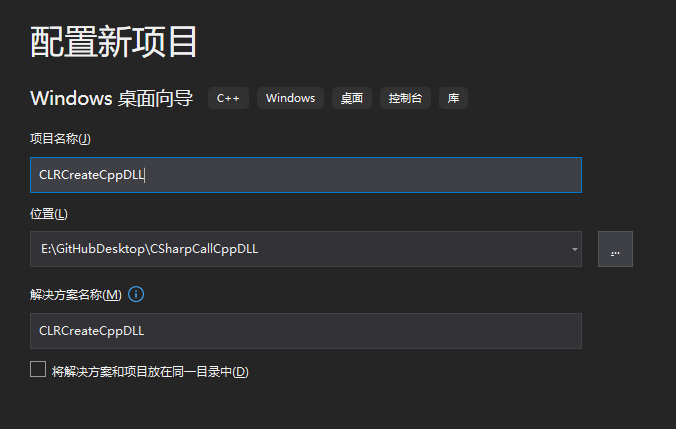 配置新项目
Windows 桌面向导 C++ Windows 桌面 控制台 库
项目名称(J)
CLRCreateCppDLL
位置(L)
E:\GitHubDesktop\CSharpCallCppDLL
...
解决方案名称(M)
CLRCreateCppDLL
将解决方案和项目放在同一目录中(D)